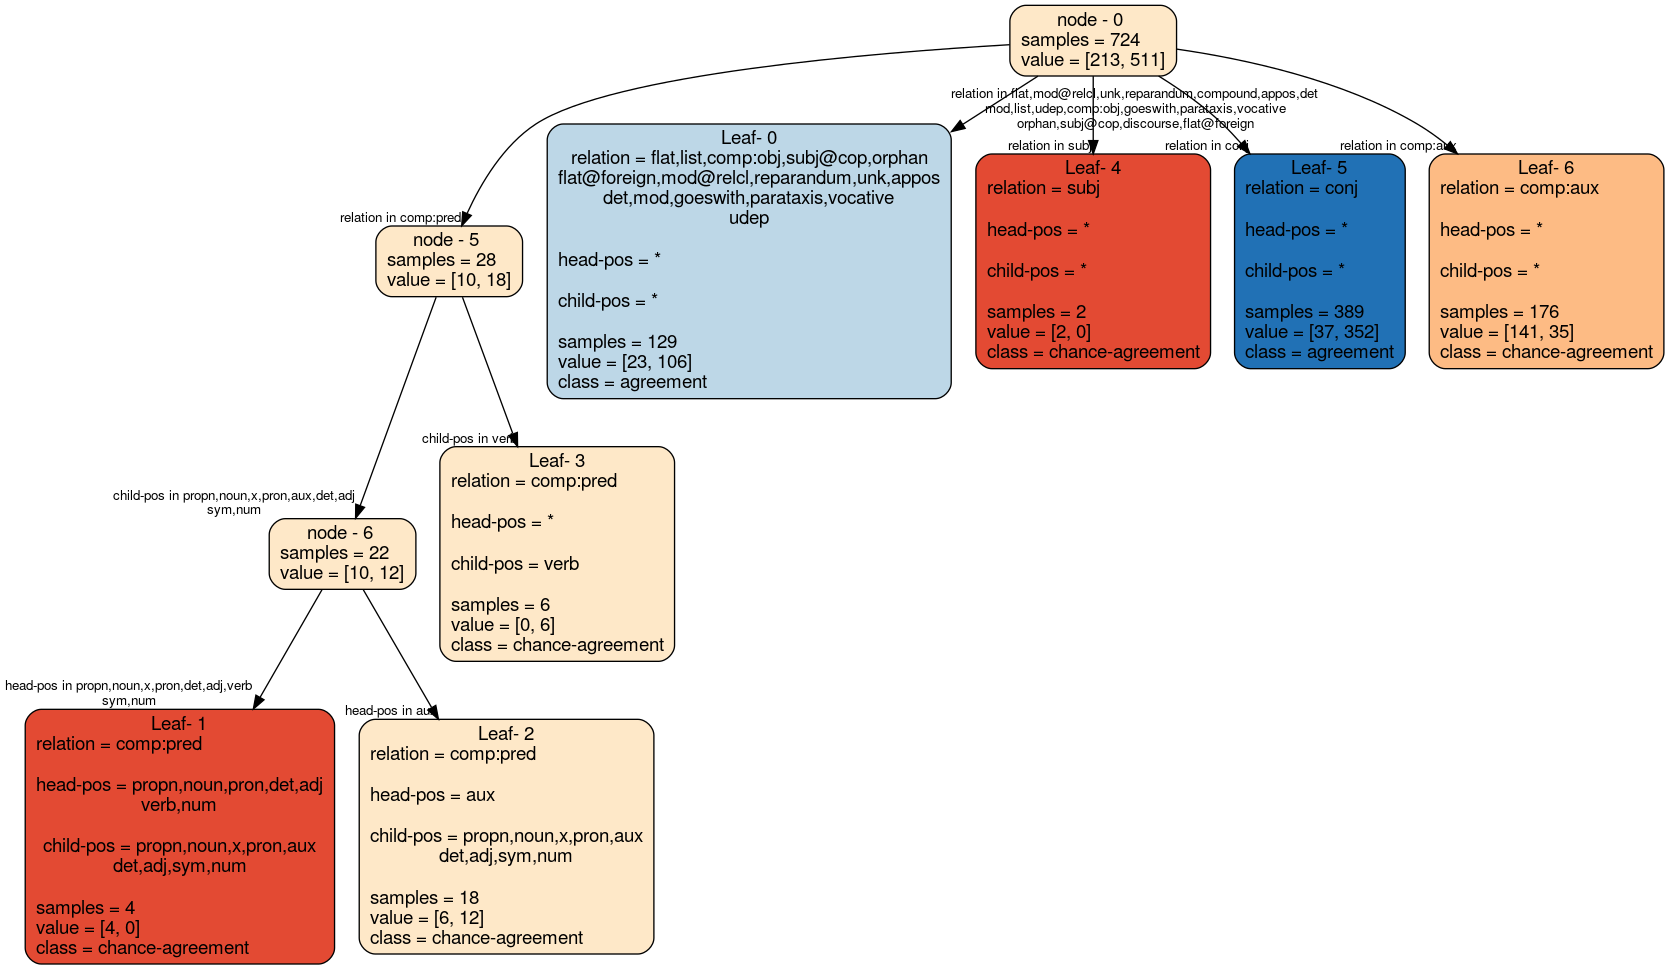 node - 0
samples = 724
value = [213, 511]
relation in flat,mod@relcl,unk,reparandum,compound,appos,det
mod,list,udep,comp:obj,goeswith,parataxis,vocative
orphan,subj@cop,discourse,flat@foreign
relation in subj
relation in conj
relation in comp:aux
relation in comp:pred
node - 5
samples = 28
value = [10, 18]
Leaf- 0
relation = flat,list,comp:obj,subj@cop,orphan
flat@foreign,mod@relcl,reparandum,unk,appos
det,mod,goeswith,parataxis,vocative
udep
head-pos = *
child-pos = *
samples = 129
value = [23, 106]
class = agreement
Leaf- 4
relation = subj
head-pos = *
child-pos = *
samples = 2
value = [2, 0]
class = chance-agreement
Leaf- 5
relation = conj
head-pos = *
child-pos = *
samples = 389
value = [37, 352]
class = agreement
Leaf- 6
relation = comp:aux
head-pos = *
child-pos = *
samples = 176
value = [141, 35]
class = chance-agreement
child-pos in propn,noun,x,pron,aux,det,adj
sym,num
child-pos in verb
node - 6
samples = 22
value = [10, 12]
Leaf- 3
relation = comp:pred
head-pos = *
child-pos = verb
samples = 6
value = [0, 6]
class = chance-agreement
head-pos in propn,noun,x,pron,det,adj,verb
sym,num
head-pos in aux
Leaf- 1
relation = comp:pred
head-pos = propn,noun,pron,det,adj
verb,num
child-pos = propn,noun,x,pron,aux
det,adj,sym,num
samples = 4
value = [4, 0]
class = chance-agreement
Leaf- 2
relation = comp:pred
head-pos = aux
child-pos = propn,noun,x,pron,aux
det,adj,sym,num
samples = 18
value = [6, 12]
class = chance-agreement